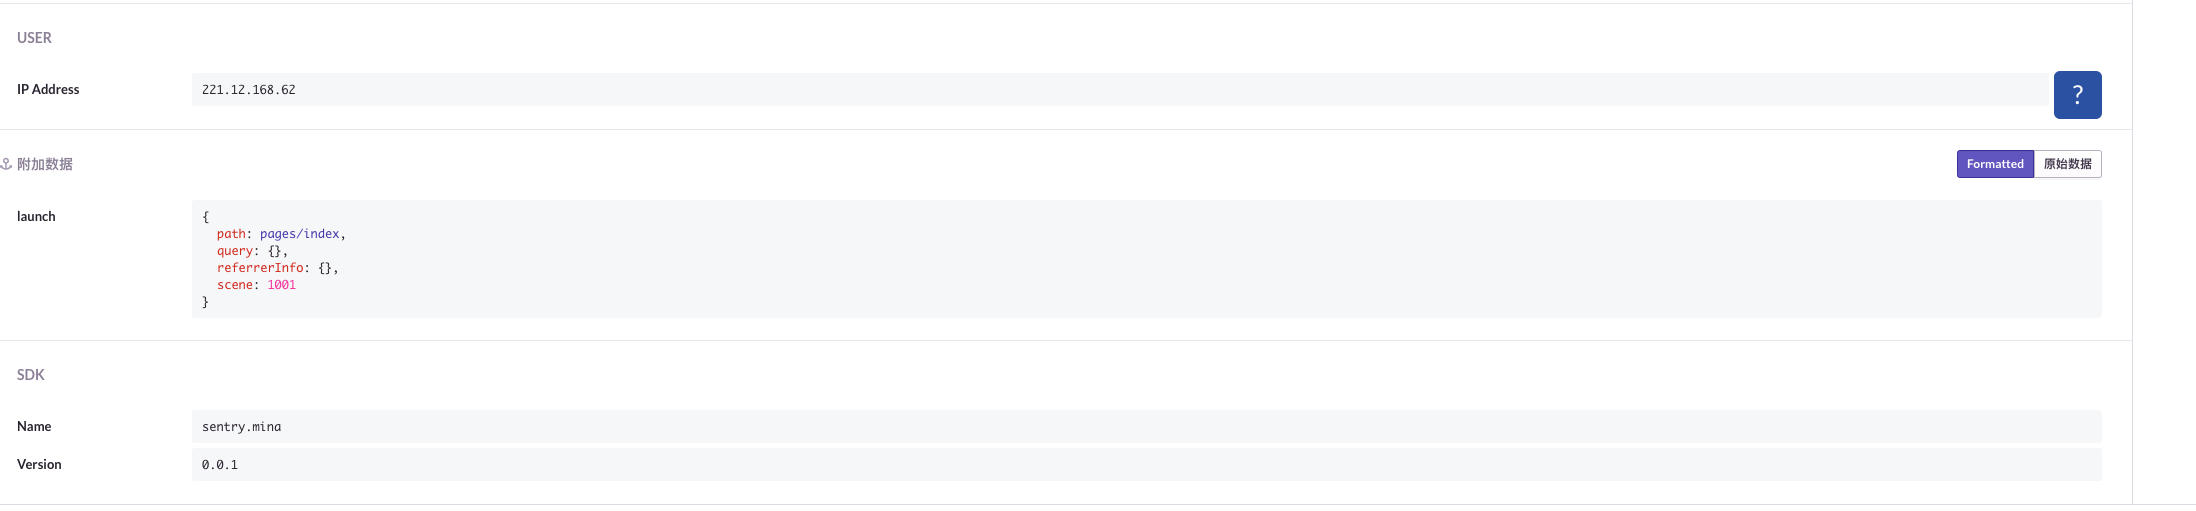 USER
IP Address
221.12.168.62
?
附加数据
Formatted
原始数据
launch
{
path: pages/index,
query: {},
referrerInfo: {},
scene: 1001
}
SDK
Name
sentry.mina
Version
0.0.1